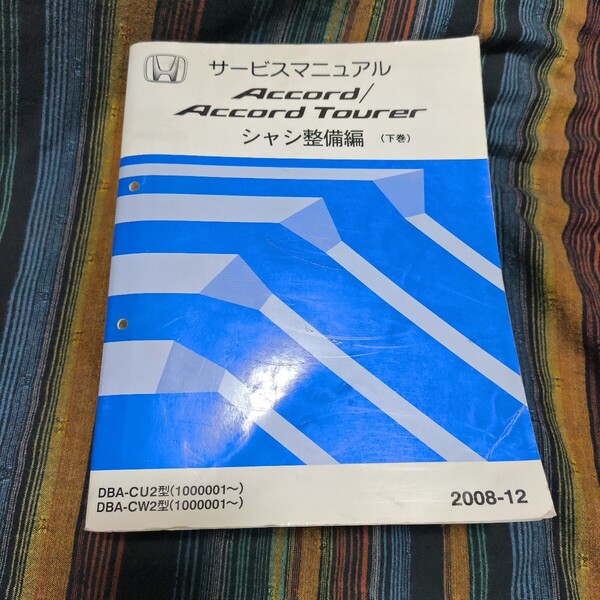 サービスマニュアル
Accord/
Accord Tourer
シャシ整備編 （下巻）
DBA-CU2型(1000001〜)
DBA-CW2型(1000001〜)
2008-12